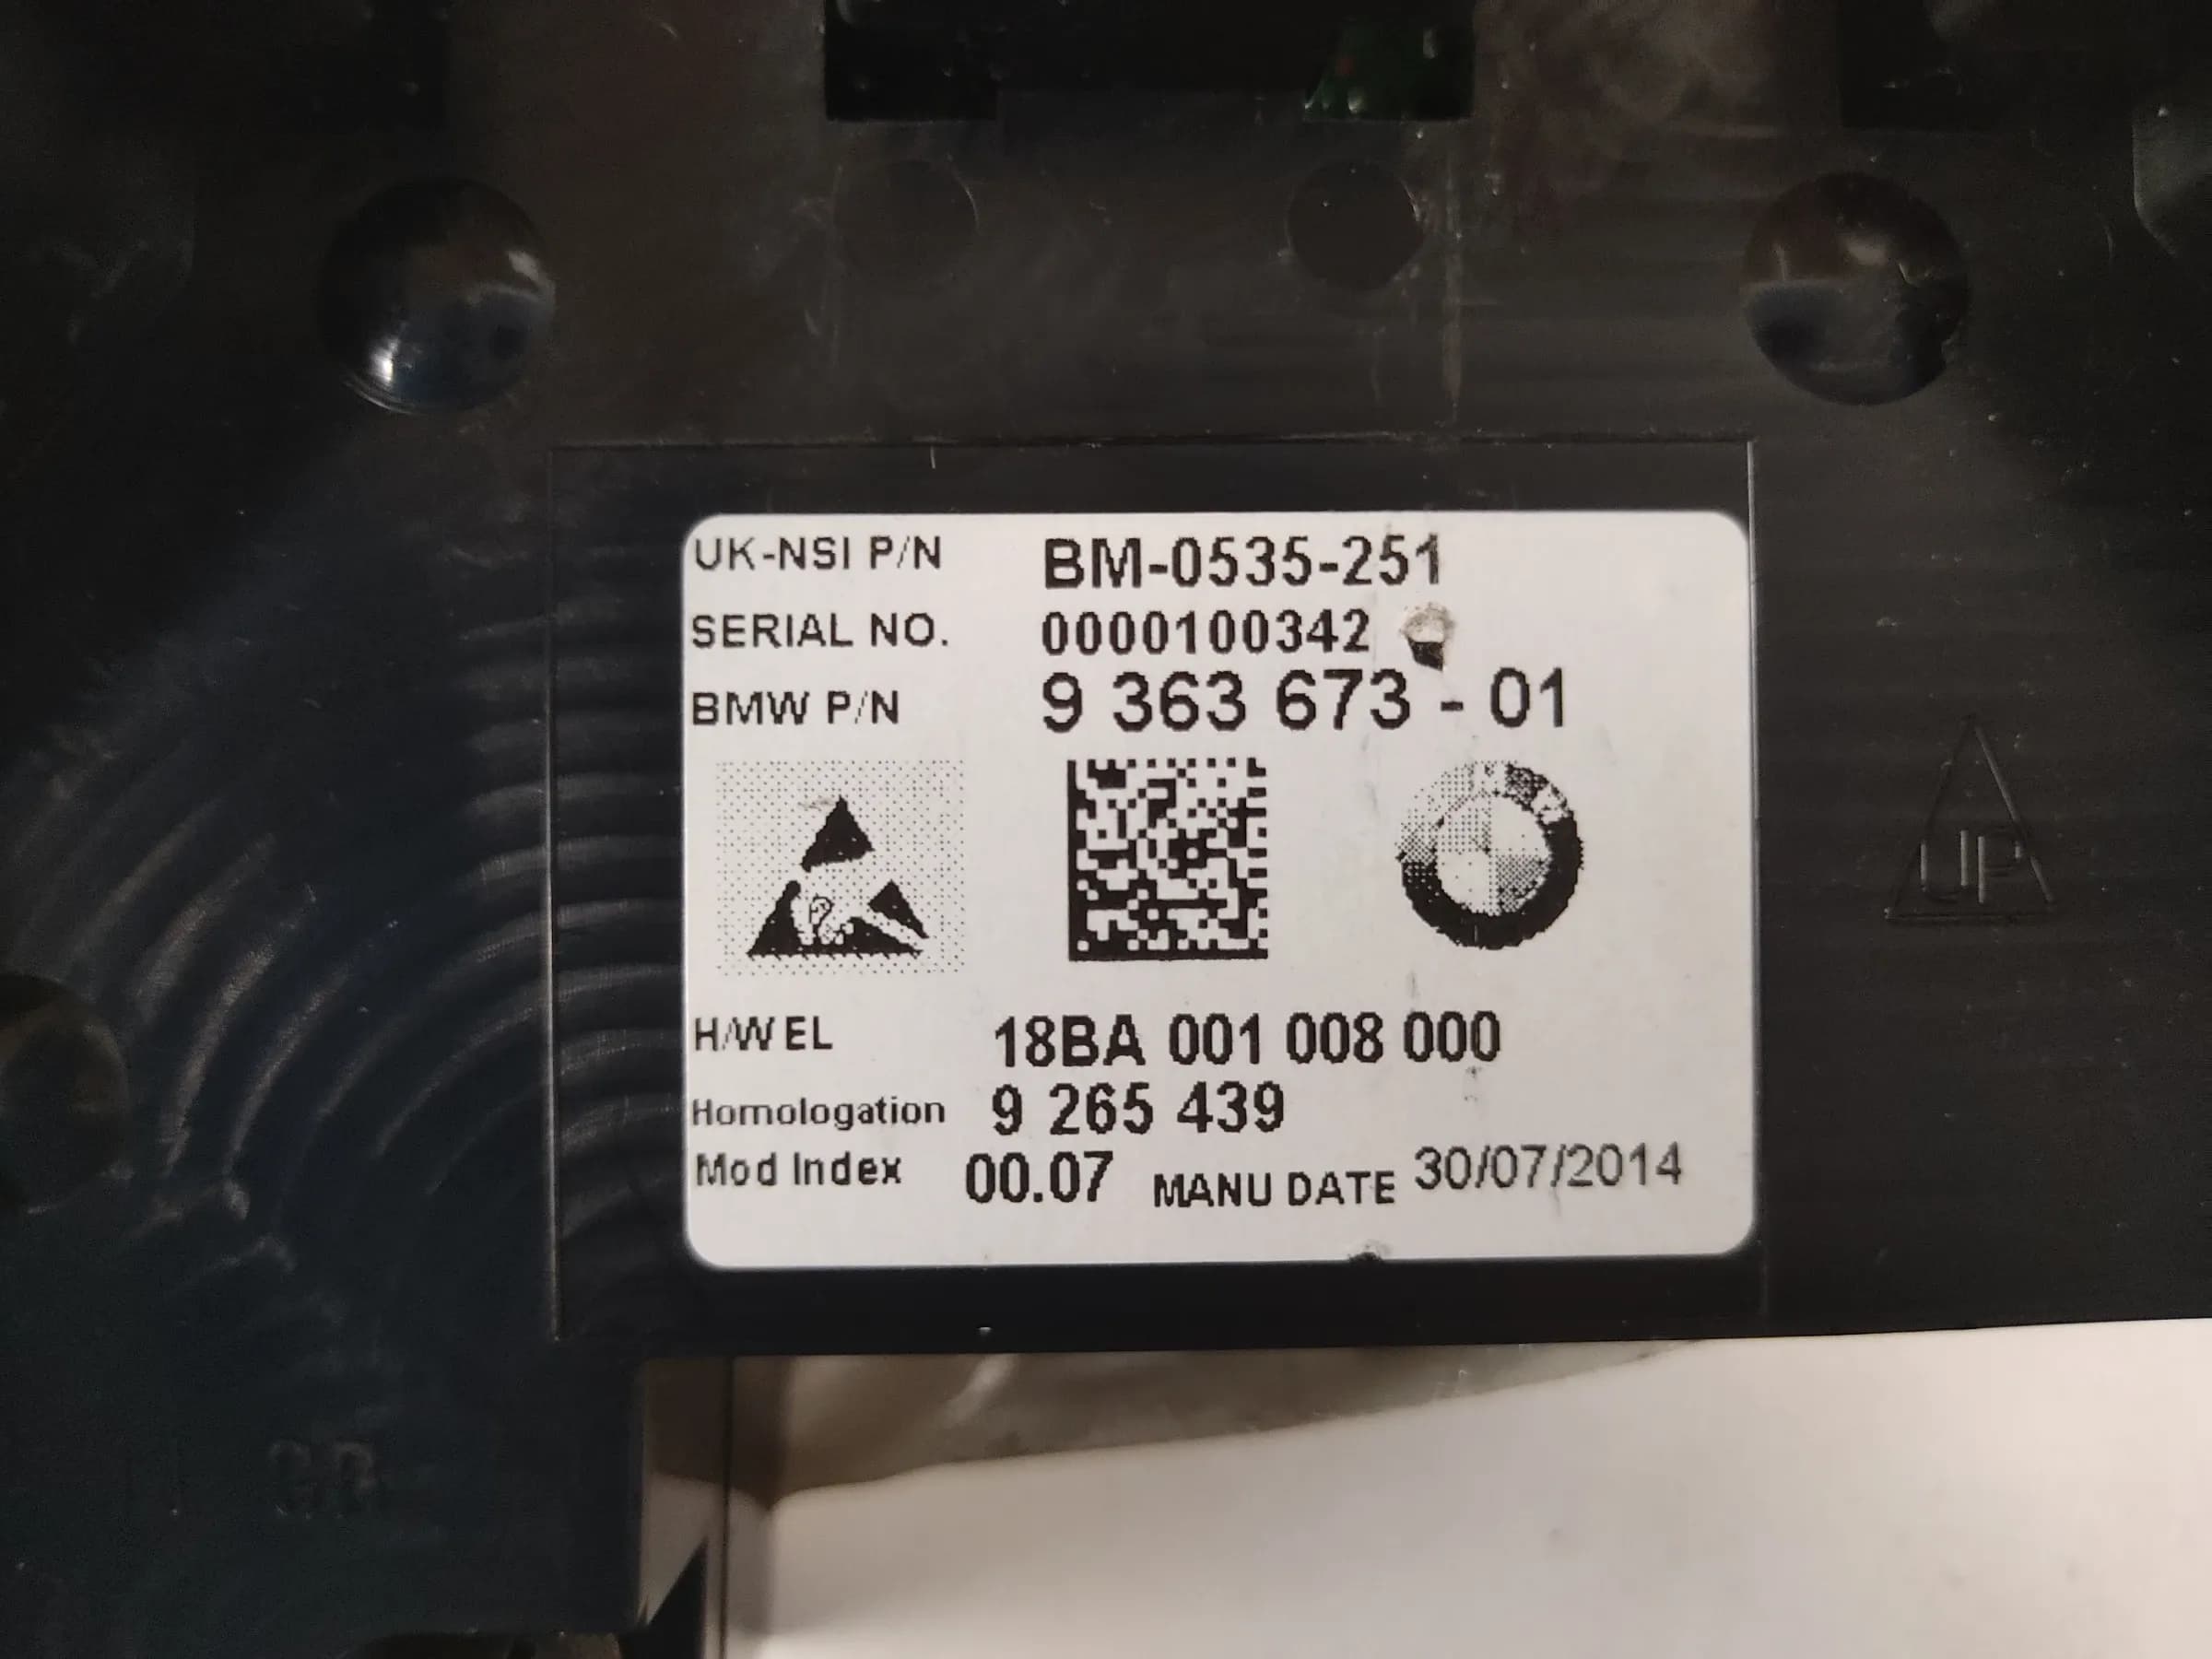 UK-NSI P/N BM-0535-251
SERIAL NO. 0000100342
BMW P/N 9 363 673 - 01
H/W EL 18BA 001 008 000
Homologation 9 265 439
Mod Index 00.07 MANU DATE 30/07/2014
UP